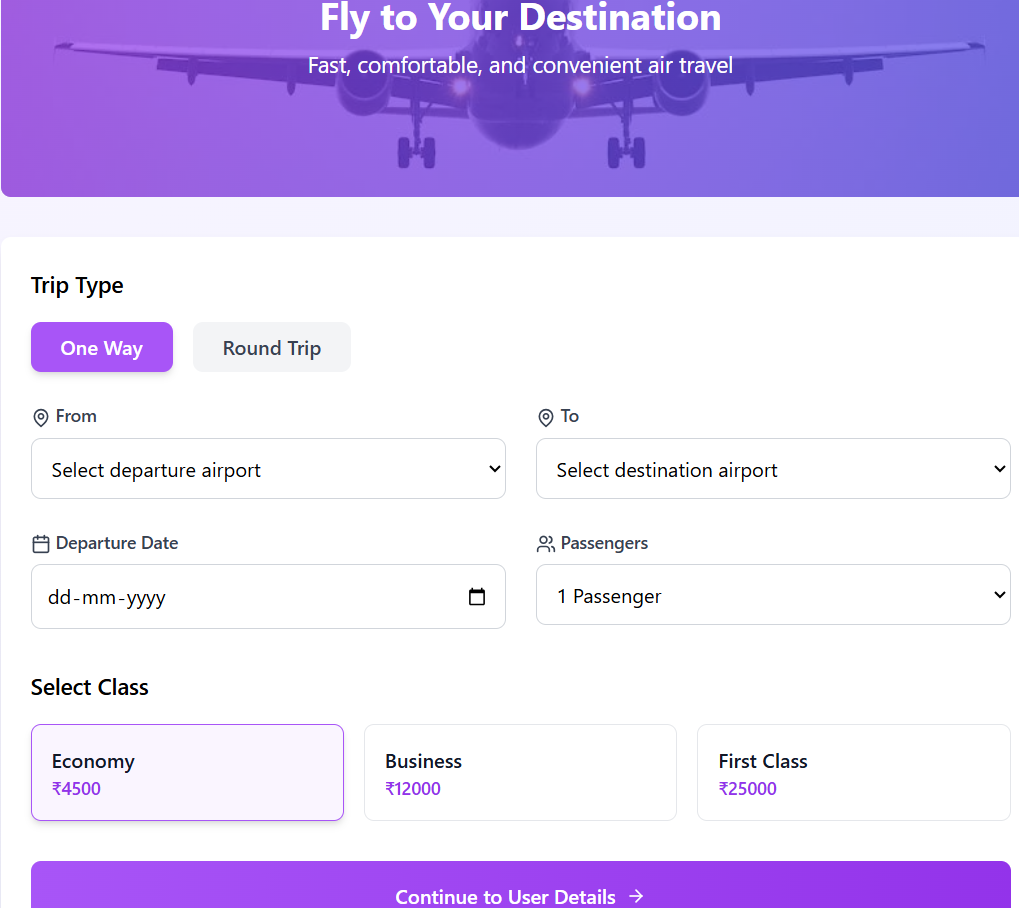 Fly to Your Destination
Fast, comfortable, and convenient air travel
Trip Type
One Way Round Trip
From To
Select departure airport Select destination airport
Departure Date Passengers
dd-mm-yyyy 1 Passenger
Select Class
Economy Business First Class
₹4500 ₹12000 ₹25000
Continue to User Details →